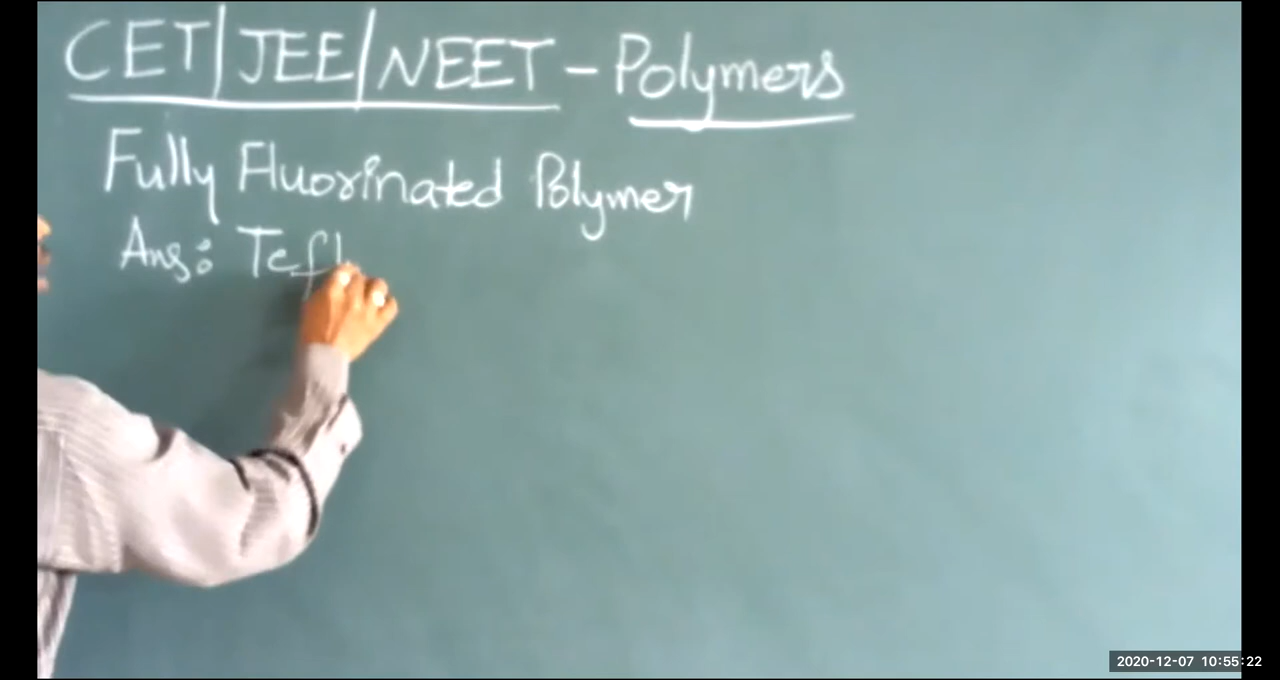 CET/JEE/NEET - Polymers
Fully Fluorinated Polymer
Ans: Tefl
2020-12-07 10:55:22